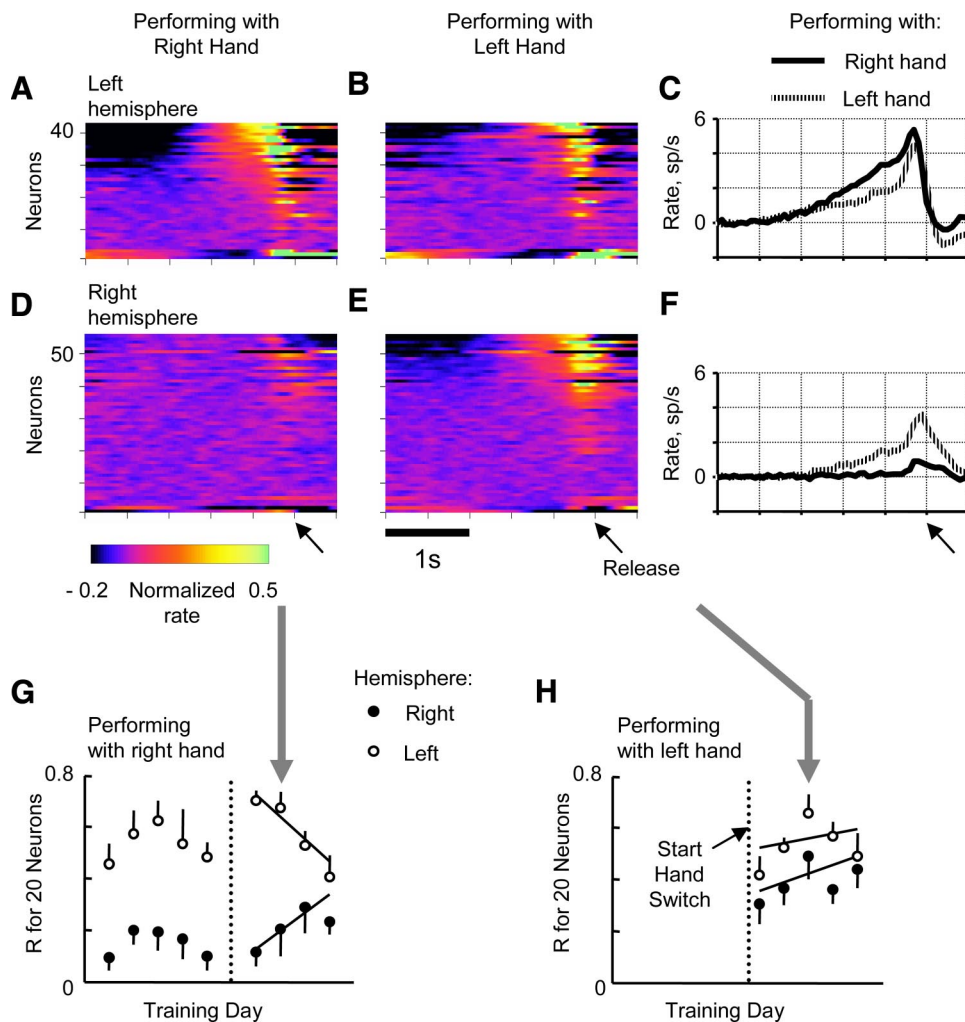 Performing with
Right Hand
Performing with
Left Hand
Performing with:
Right hand
Left hand
A
Left
hemisphere
B
C
40
Neurons
6
Rate, sp/s
0
D
Right
hemisphere
E
F
50
Neurons
6
Rate, sp/s
0
- 0.2 Normalized 0.5
rate
1s
Release
G
Performing
with right hand
Hemisphere:
Right
Left
H
Performing
with left hand
0.8
R for 20 Neurons
0
Training Day
0.8
Start
Hand
Switch
R for 20 Neurons
0
Training Day